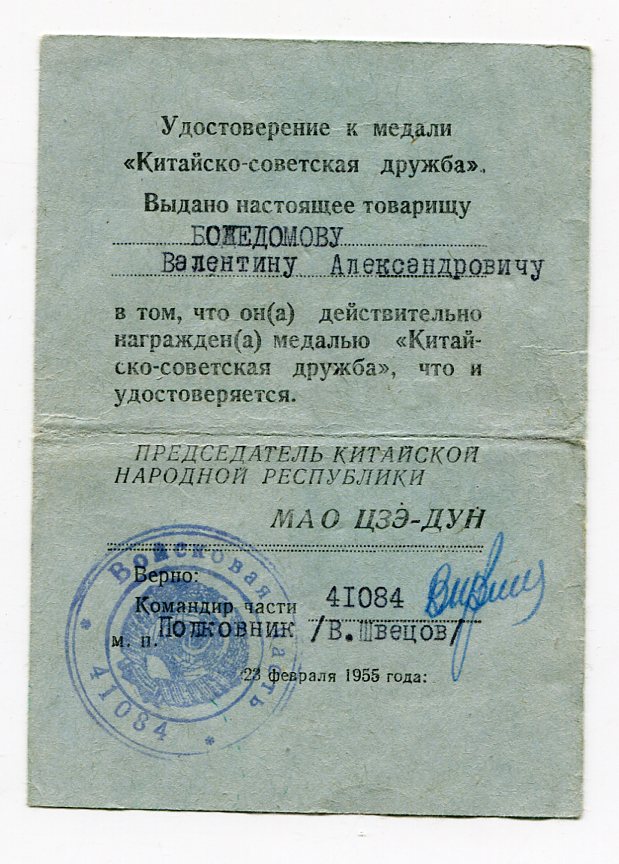 Удостоверение к медали
«Китайско-советская дружба».
Выдано настоящее товарищу
БОЖЕДОМОВУ
Валентину Александровичу
в том, что он(а) действительно
награжден(а) медалью «Китай-
ско-советская дружба», что и
удостоверяется.
ПРЕДСЕДАТЕЛЬ КИТАЙСКОЙ
НАРОДНОЙ РЕСПУБЛИКИ
МАО ЦЗЭ-ДУН
Верно:
Командир части 41084
м. п. Полковник /В.Швецов/
23 февраля 1955 года:
Войсковая часть
* 41084 *